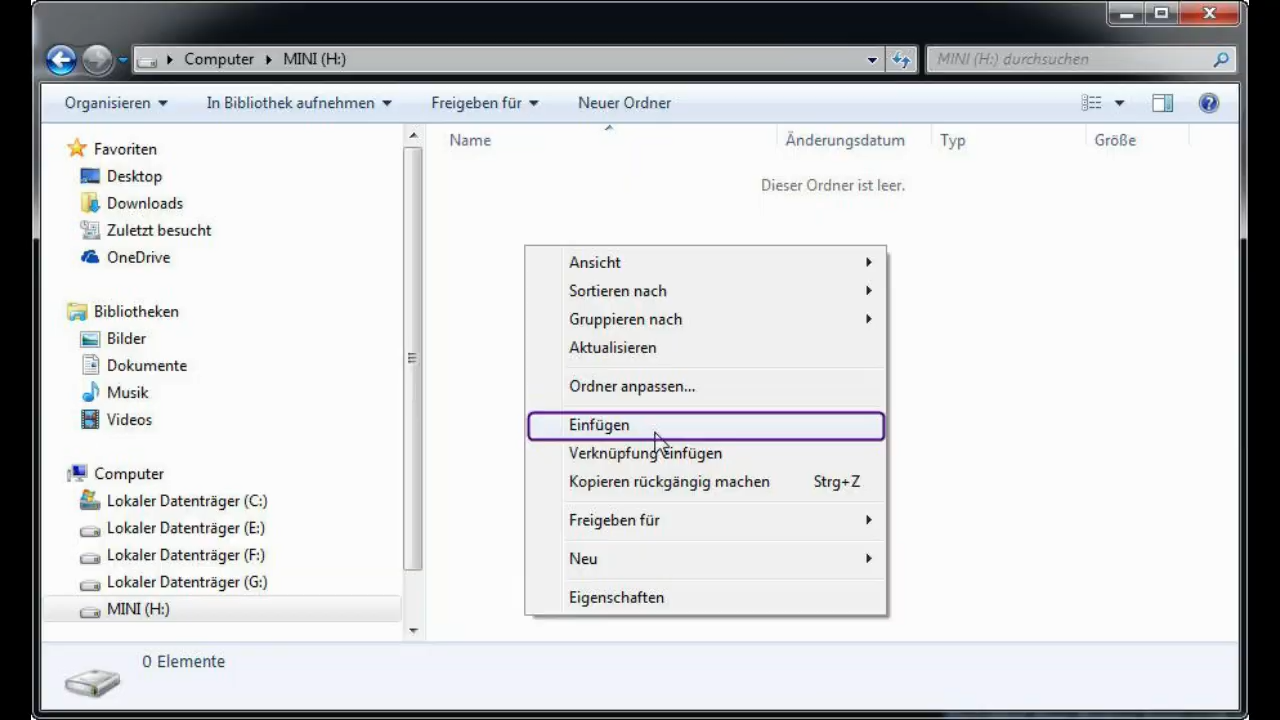 Computer ▸ MINI (H:)
MINI (H:) durchsuchen
Organisieren In Bibliothek aufnehmen Freigeben für Neuer Ordner
Favoriten
Desktop
Downloads
Zuletzt besucht
OneDrive
Bibliotheken
Bilder
Dokumente
Musik
Videos
Computer
Lokaler Datenträger (C:)
Lokaler Datenträger (E:)
Lokaler Datenträger (F:)
Lokaler Datenträger (G:)
MINI (H:)
Name Änderungsdatum Typ Größe
Dieser Ordner ist leer.
Ansicht
Sortieren nach
Gruppieren nach
Aktualisieren
Ordner anpassen...
Einfügen
Verknüpfung einfügen
Kopieren rückgängig machen Strg+Z
Freigeben für
Neu
Eigenschaften
0 Elemente